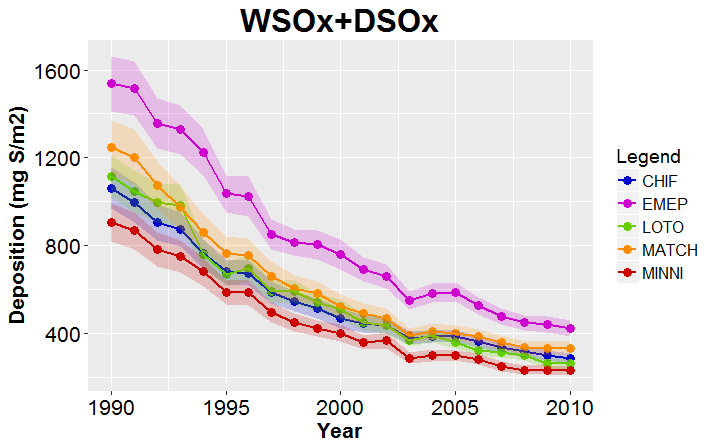 WSOx+DSOx
Deposition (mg S/m2)
1600
1200
800
400
1990
1995
2000
2005
2010
Year
Legend
CHIF
EMEP
LOTO
MATCH
MINNI